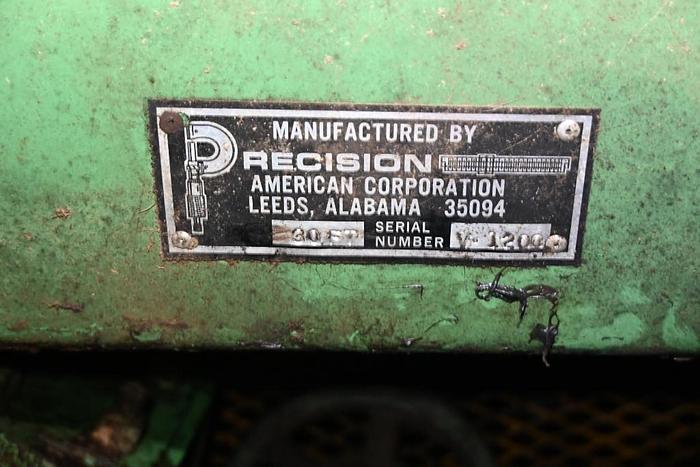 MANUFACTURED BY
PRECISION
AMERICAN CORPORATION
LEEDS, ALABAMA 35094
SERIAL
NUMBER